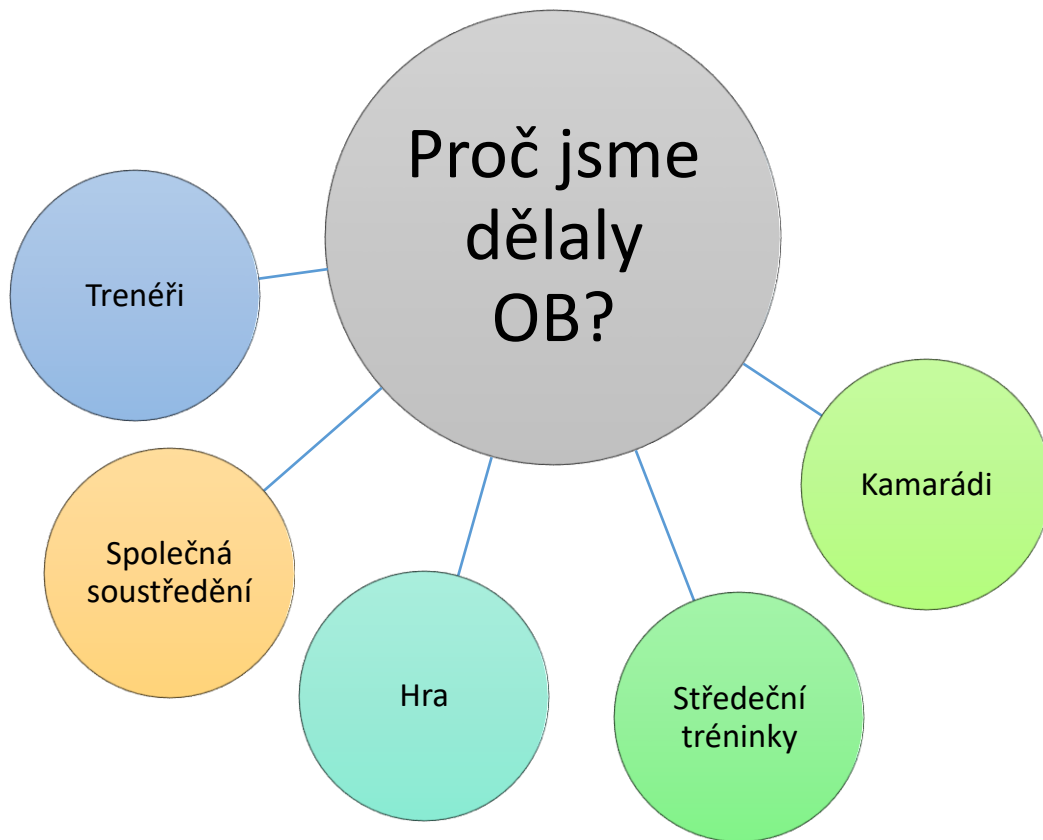 Proč jsme
dělaly
OB?
Trenéři
Společná
soustředění
Hra
Středeční
tréninky
Kamarádi